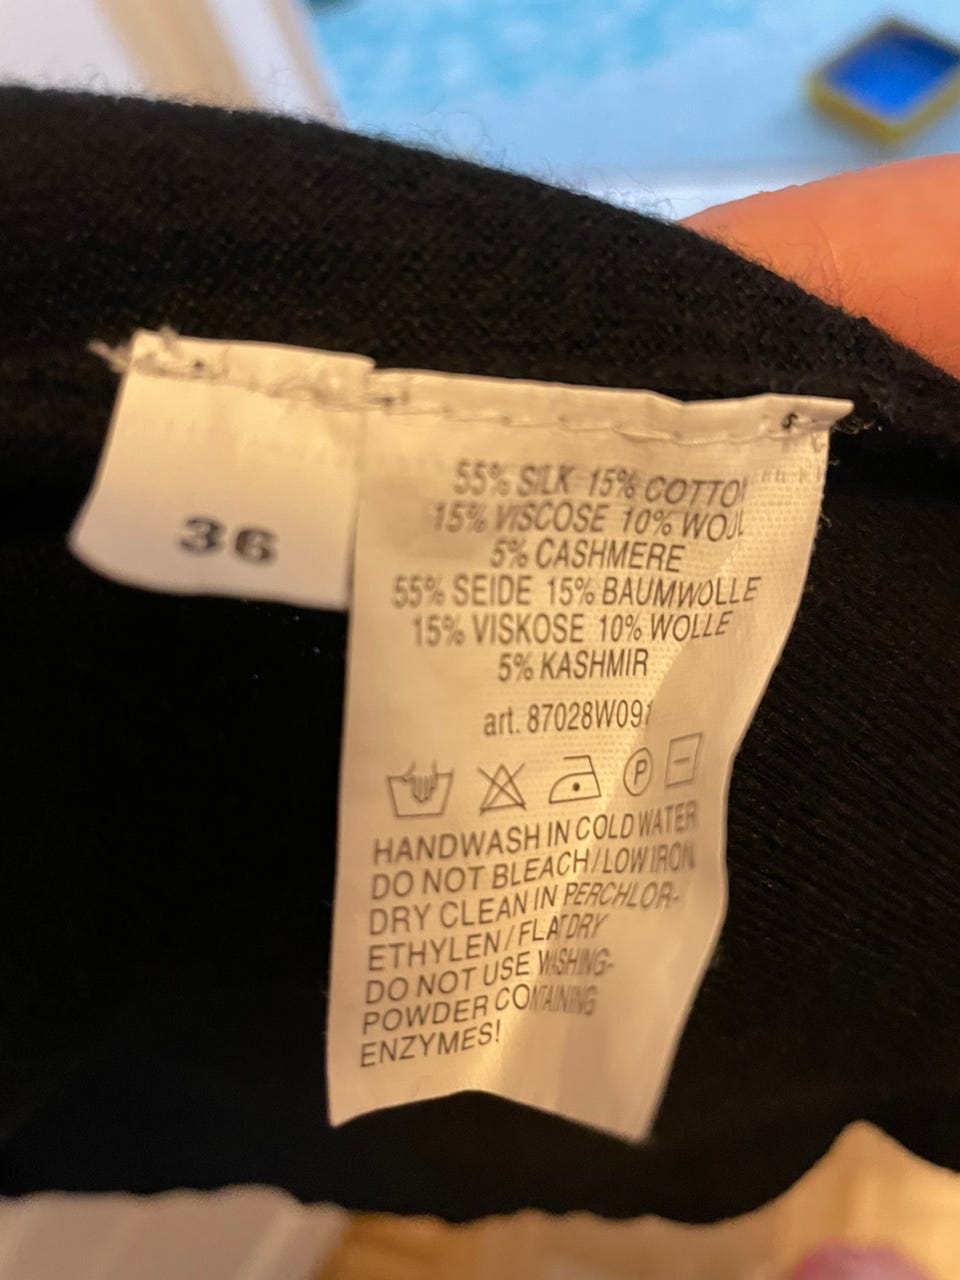 36
55% SILK 15% COTTON
15% VISCOSE 10% WOOL
5% CASHMERE
55% SEIDE 15% BAUMWOLLE
15% VISKOSE 10% WOLLE
5% KASHMIR
art. 87028W091
P
HANDWASH IN COLD WATER
DO NOT BLEACH/LOW IRON
DRY CLEAN IN PERCHLOR-
ETHYLEN/FLAT DRY
DO NOT USE WASHING-
POWDER CONTAINING
ENZYMES!